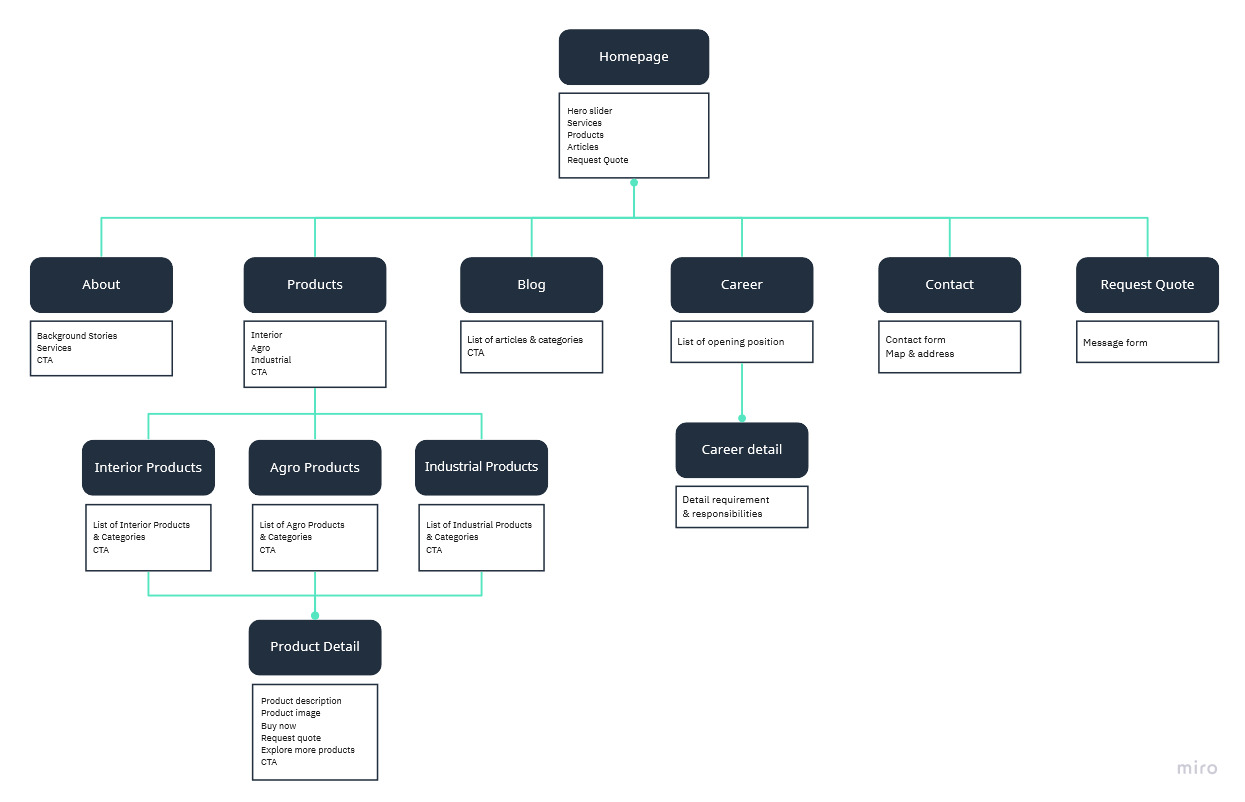 Homepage
Hero slider
Services
Products
Articles
Request Quote
About
Background Stories
Services
CTA
Products
Interior
Agro
Industrial
CTA
Blog
List of articles & categories
CTA
Career
List of opening position
Contact
Contact form
Map & address
Request Quote
Message form
Interior Products
List of Interior Products
& Categories
CTA
Agro Products
List of Agro Products
& Categories
CTA
Industrial Products
List of Industrial Products
& Categories
CTA
Career detail
Detail requirement
& responsibilities
Product Detail
Product description
Product image
Buy now
Request quote
Explore more products
CTA
miro